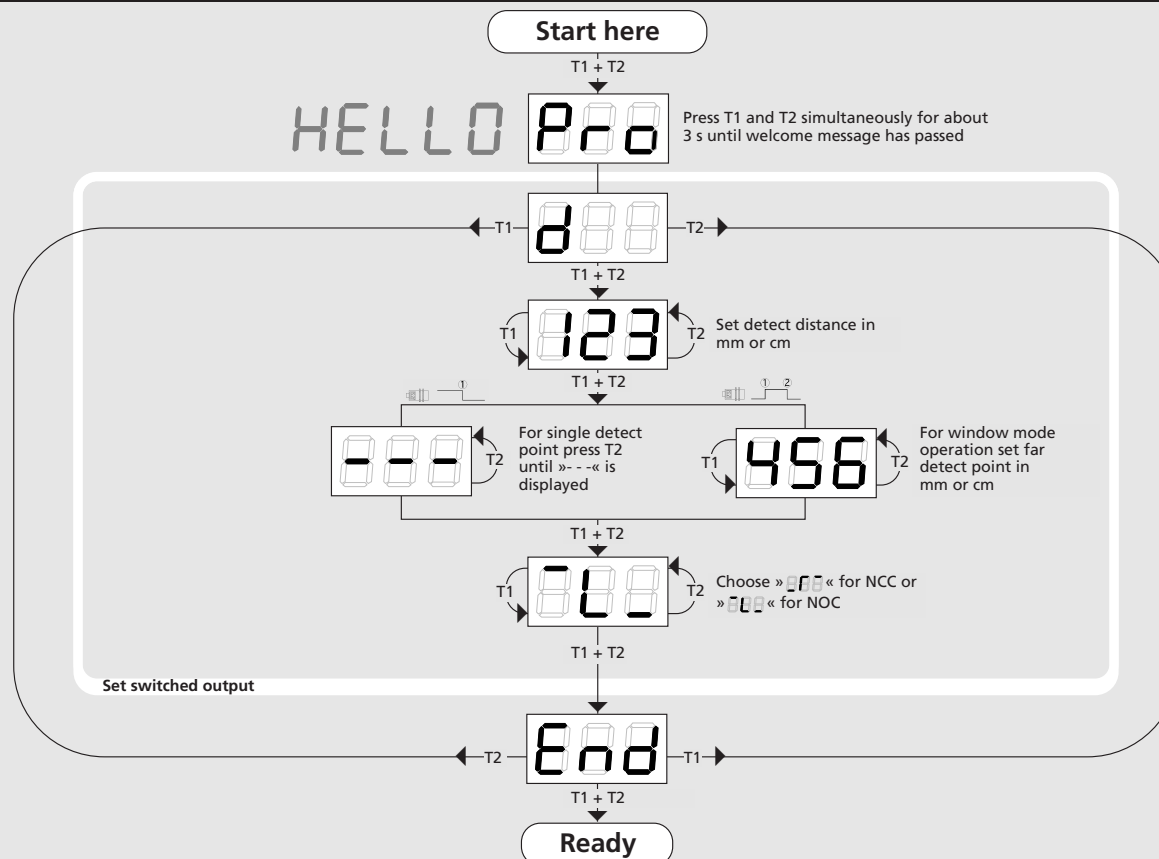 Start here
T1 + T2
HELLO
Pro
Press T1 and T2 simultaneously for about
3 s until welcome message has passed
T1
d
T2
T1 + T2
T1
123
T2
Set detect distance in
mm or cm
T1 + T2
①
① ②
- - -
T2
For single detect
point press T2
until »- - -« is
displayed
T1
456
T2
For window mode
operation set far
detect point in
mm or cm
T1 + T2
T1
¯L_
T2
Choose »_Γ¯« for NCC or
»¯L_« for NOC
T1 + T2
Set switched output
T2
End
T1
T1 + T2
Ready